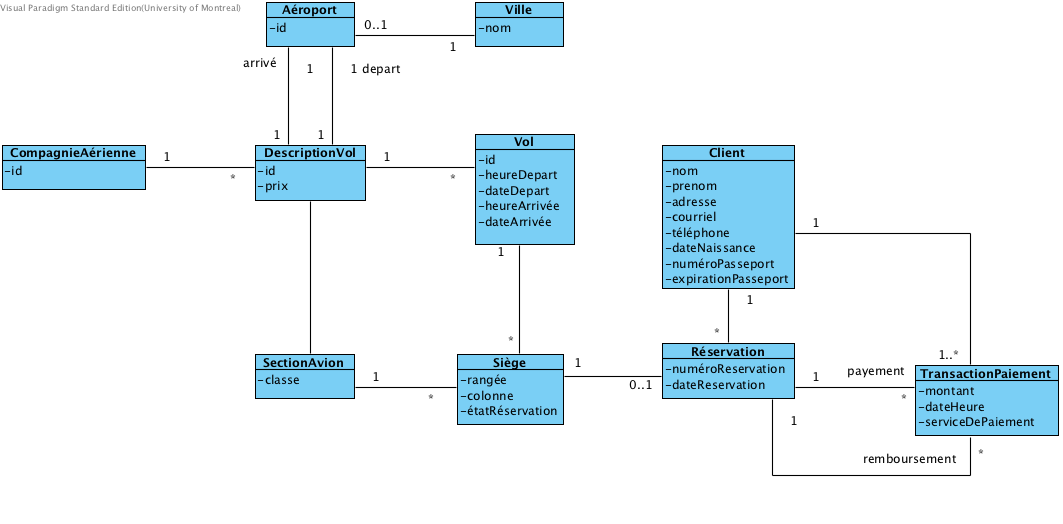 Visual Paradigm Standard Edition(University of Montreal)
Aéroport
-id
0..1
1
Ville
-nom
arrivé
1
1 depart
1
1
CompagnieAérienne
-id
1
*
DescriptionVol
-id
-prix
1
*
Vol
-id
-heureDepart
-dateDepart
-heureArrivée
-dateArrivée
1
*
Client
-nom
-prenom
-adresse
-courriel
-téléphone
-dateNaissance
-numéroPasseport
-expirationPasseport
1
1..*
1
*
SectionAvion
-classe
1
*
Siège
-rangée
-colonne
-étatRéservation
1
0..1
Réservation
-numéroReservation
-dateReservation
1
payement
*
TransactionPaiement
-montant
-dateHeure
-serviceDePaiement
1
remboursement
*